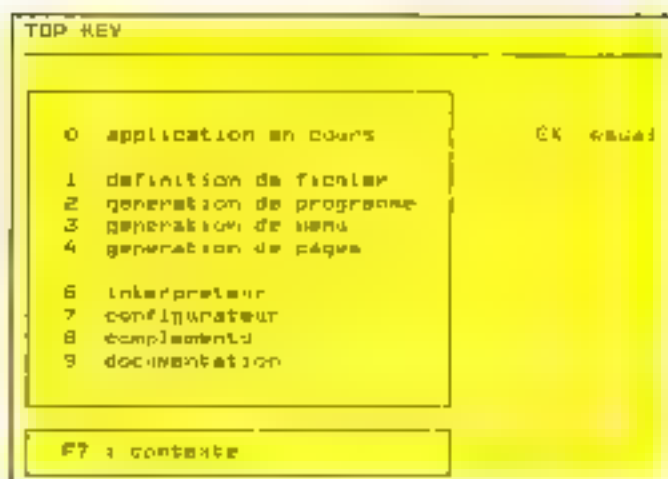 TOP KEY
0 application en cours
1 definition de fichier
2 generation de programme
3 generation de menu
4 generation de pages
6 interpreteur
7 configurateur
8 complements
9 documentation
F7 : contexte